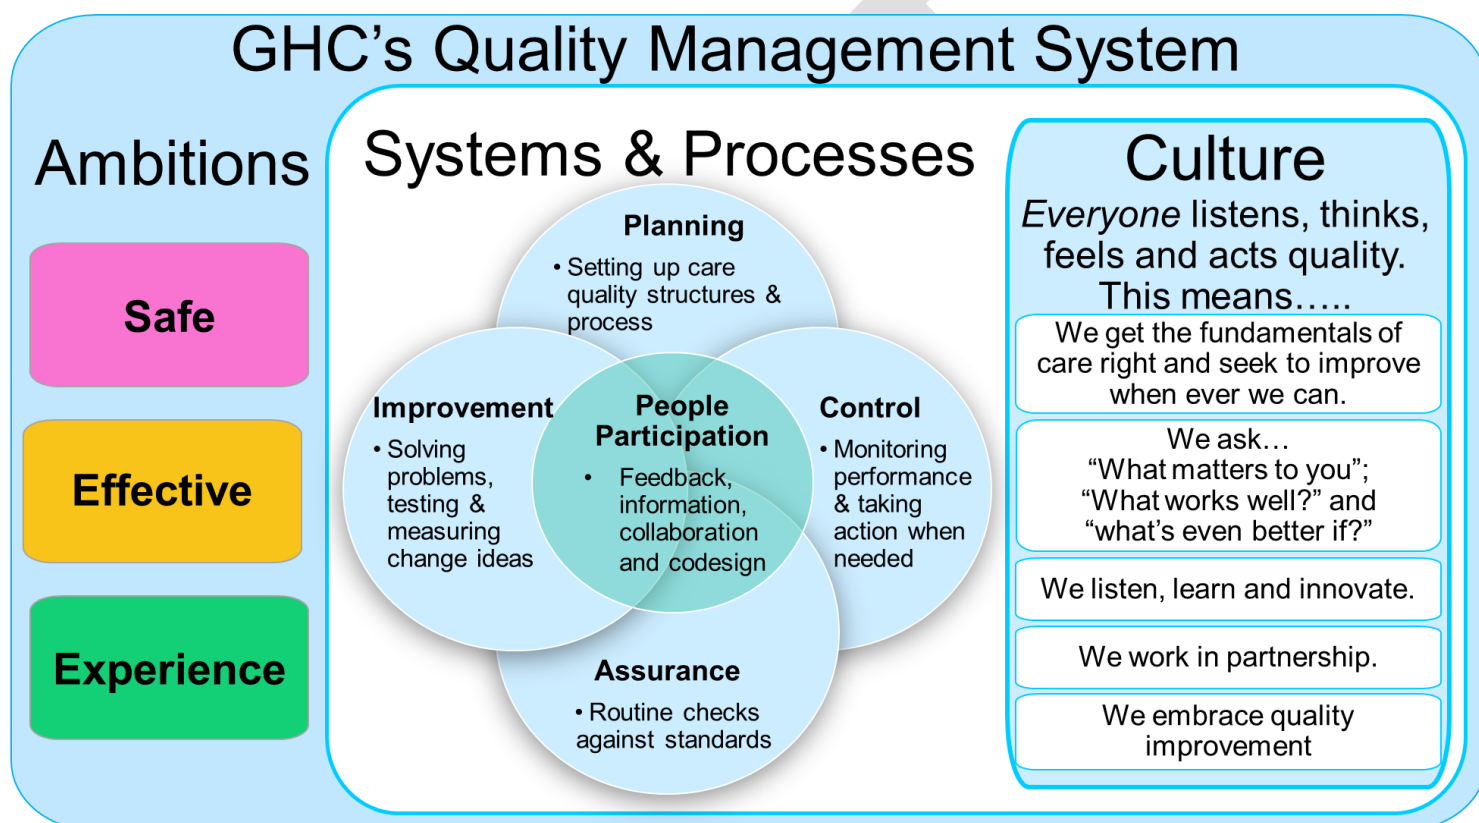 GHC’s Quality Management System
Ambitions
Safe
Effective
Experience
Systems & Processes
Planning
• Setting up care
quality structures &
process
Improvement
• Solving
problems,
testing &
measuring
change ideas
People
Participation
• Feedback,
information,
collaboration
and codesign
Control
• Monitoring
performance
& taking
action when
needed
Assurance
• Routine checks
against standards
Culture
Everyone listens, thinks,
feels and acts quality.
This means…..
We get the fundamentals of
care right and seek to improve
when ever we can.
We ask…
“What matters to you”;
“What works well?” and
“what’s even better if?”
We listen, learn and innovate.
We work in partnership.
We embrace quality
improvement